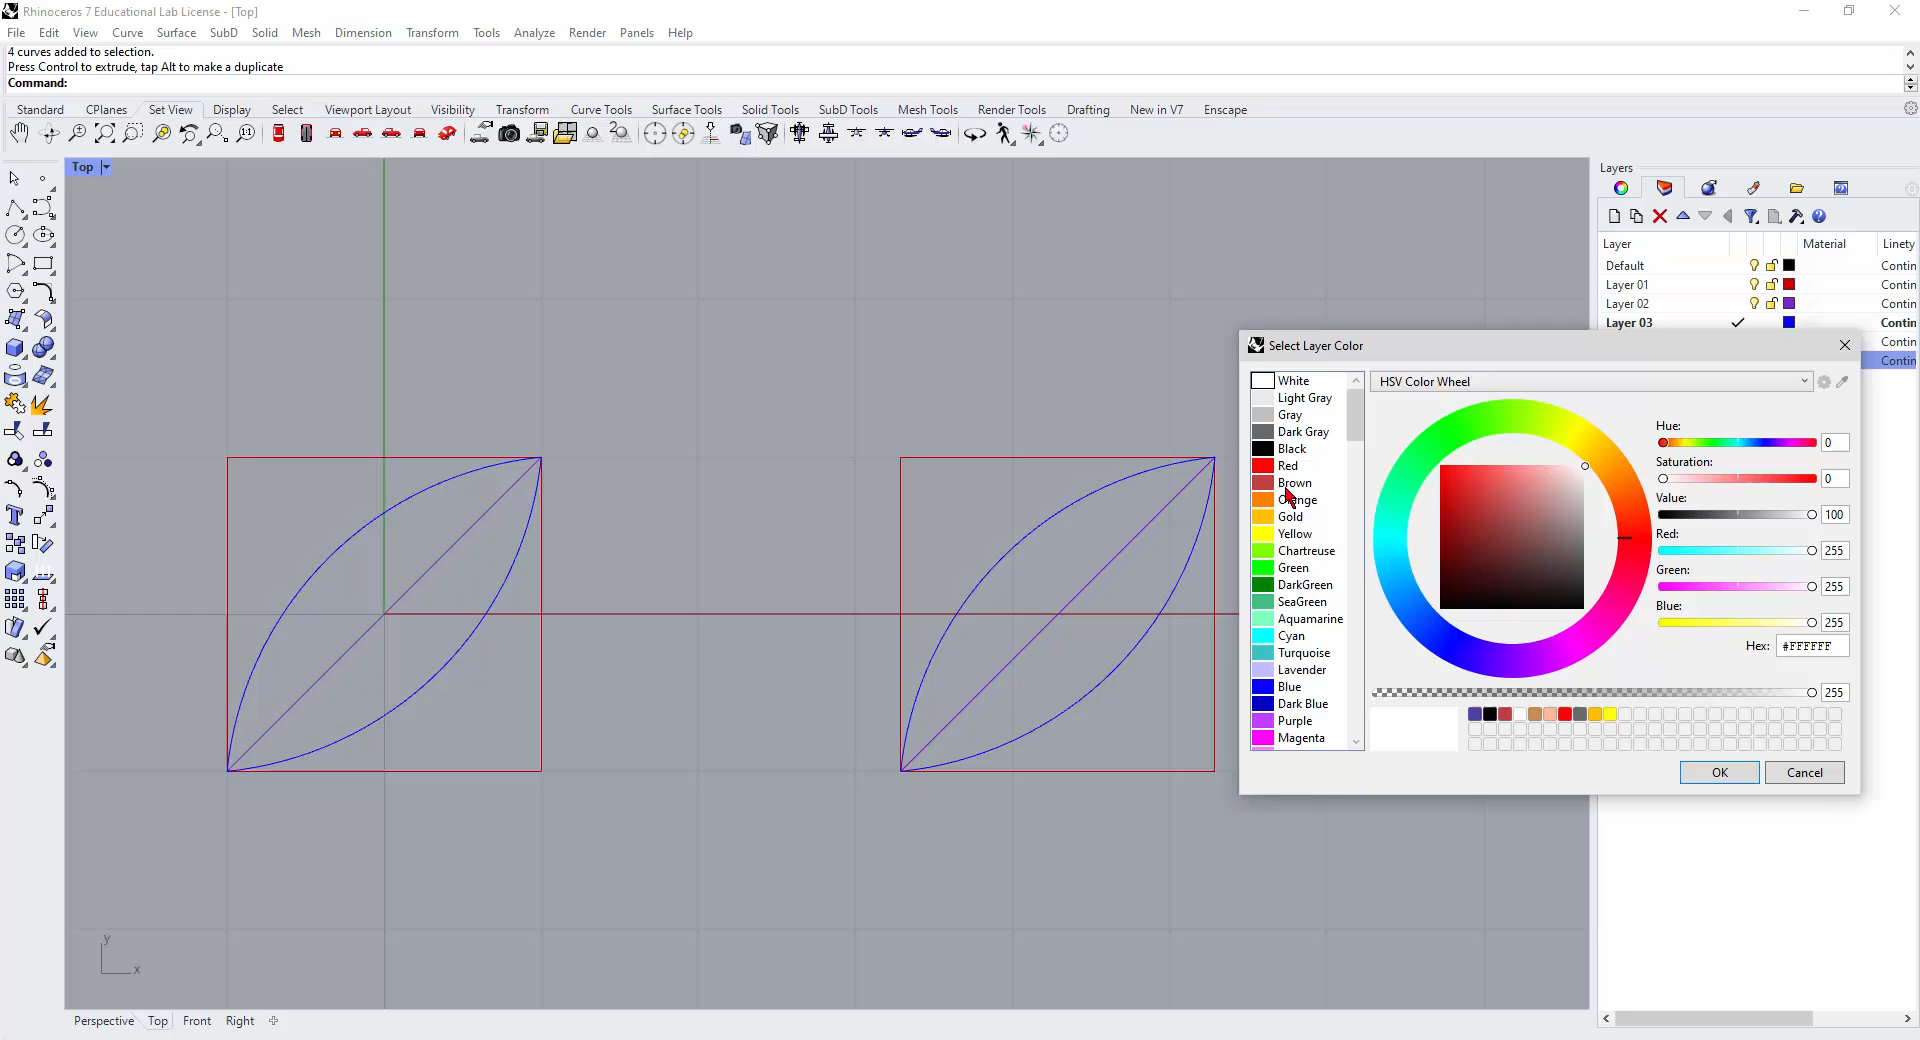 Rhinoceros 7 Educational Lab License - [Top]
File Edit View Curve Surface SubD Solid Mesh Dimension Transform Tools Analyze Render Panels Help
4 curves added to selection.
Press Control to extrude, tap Alt to make a duplicate
Command:
Standard CPlanes Set View Display Select Viewport Layout Visibility Transform Curve Tools Surface Tools Solid Tools SubD Tools Mesh Tools Render Tools Drafting New in V7 Enscape
Top
Layers
Layer Material Linety
Default Contin
Layer 01 Contin
Layer 02 Contin
Layer 03 Contin
Contin
Contin
Select Layer Color
White
Light Gray
Gray
Dark Gray
Black
Red
Brown
Orange
Gold
Yellow
Chartreuse
Green
DarkGreen
SeaGreen
Aquamarine
Cyan
Turquoise
Lavender
Blue
Dark Blue
Purple
Magenta
HSV Color Wheel
Hue:
0
Saturation:
0
Value:
100
Red:
255
Green:
255
Blue:
255
Hex: #FFFFFF
255
OK Cancel
y
x
Perspective Top Front Right